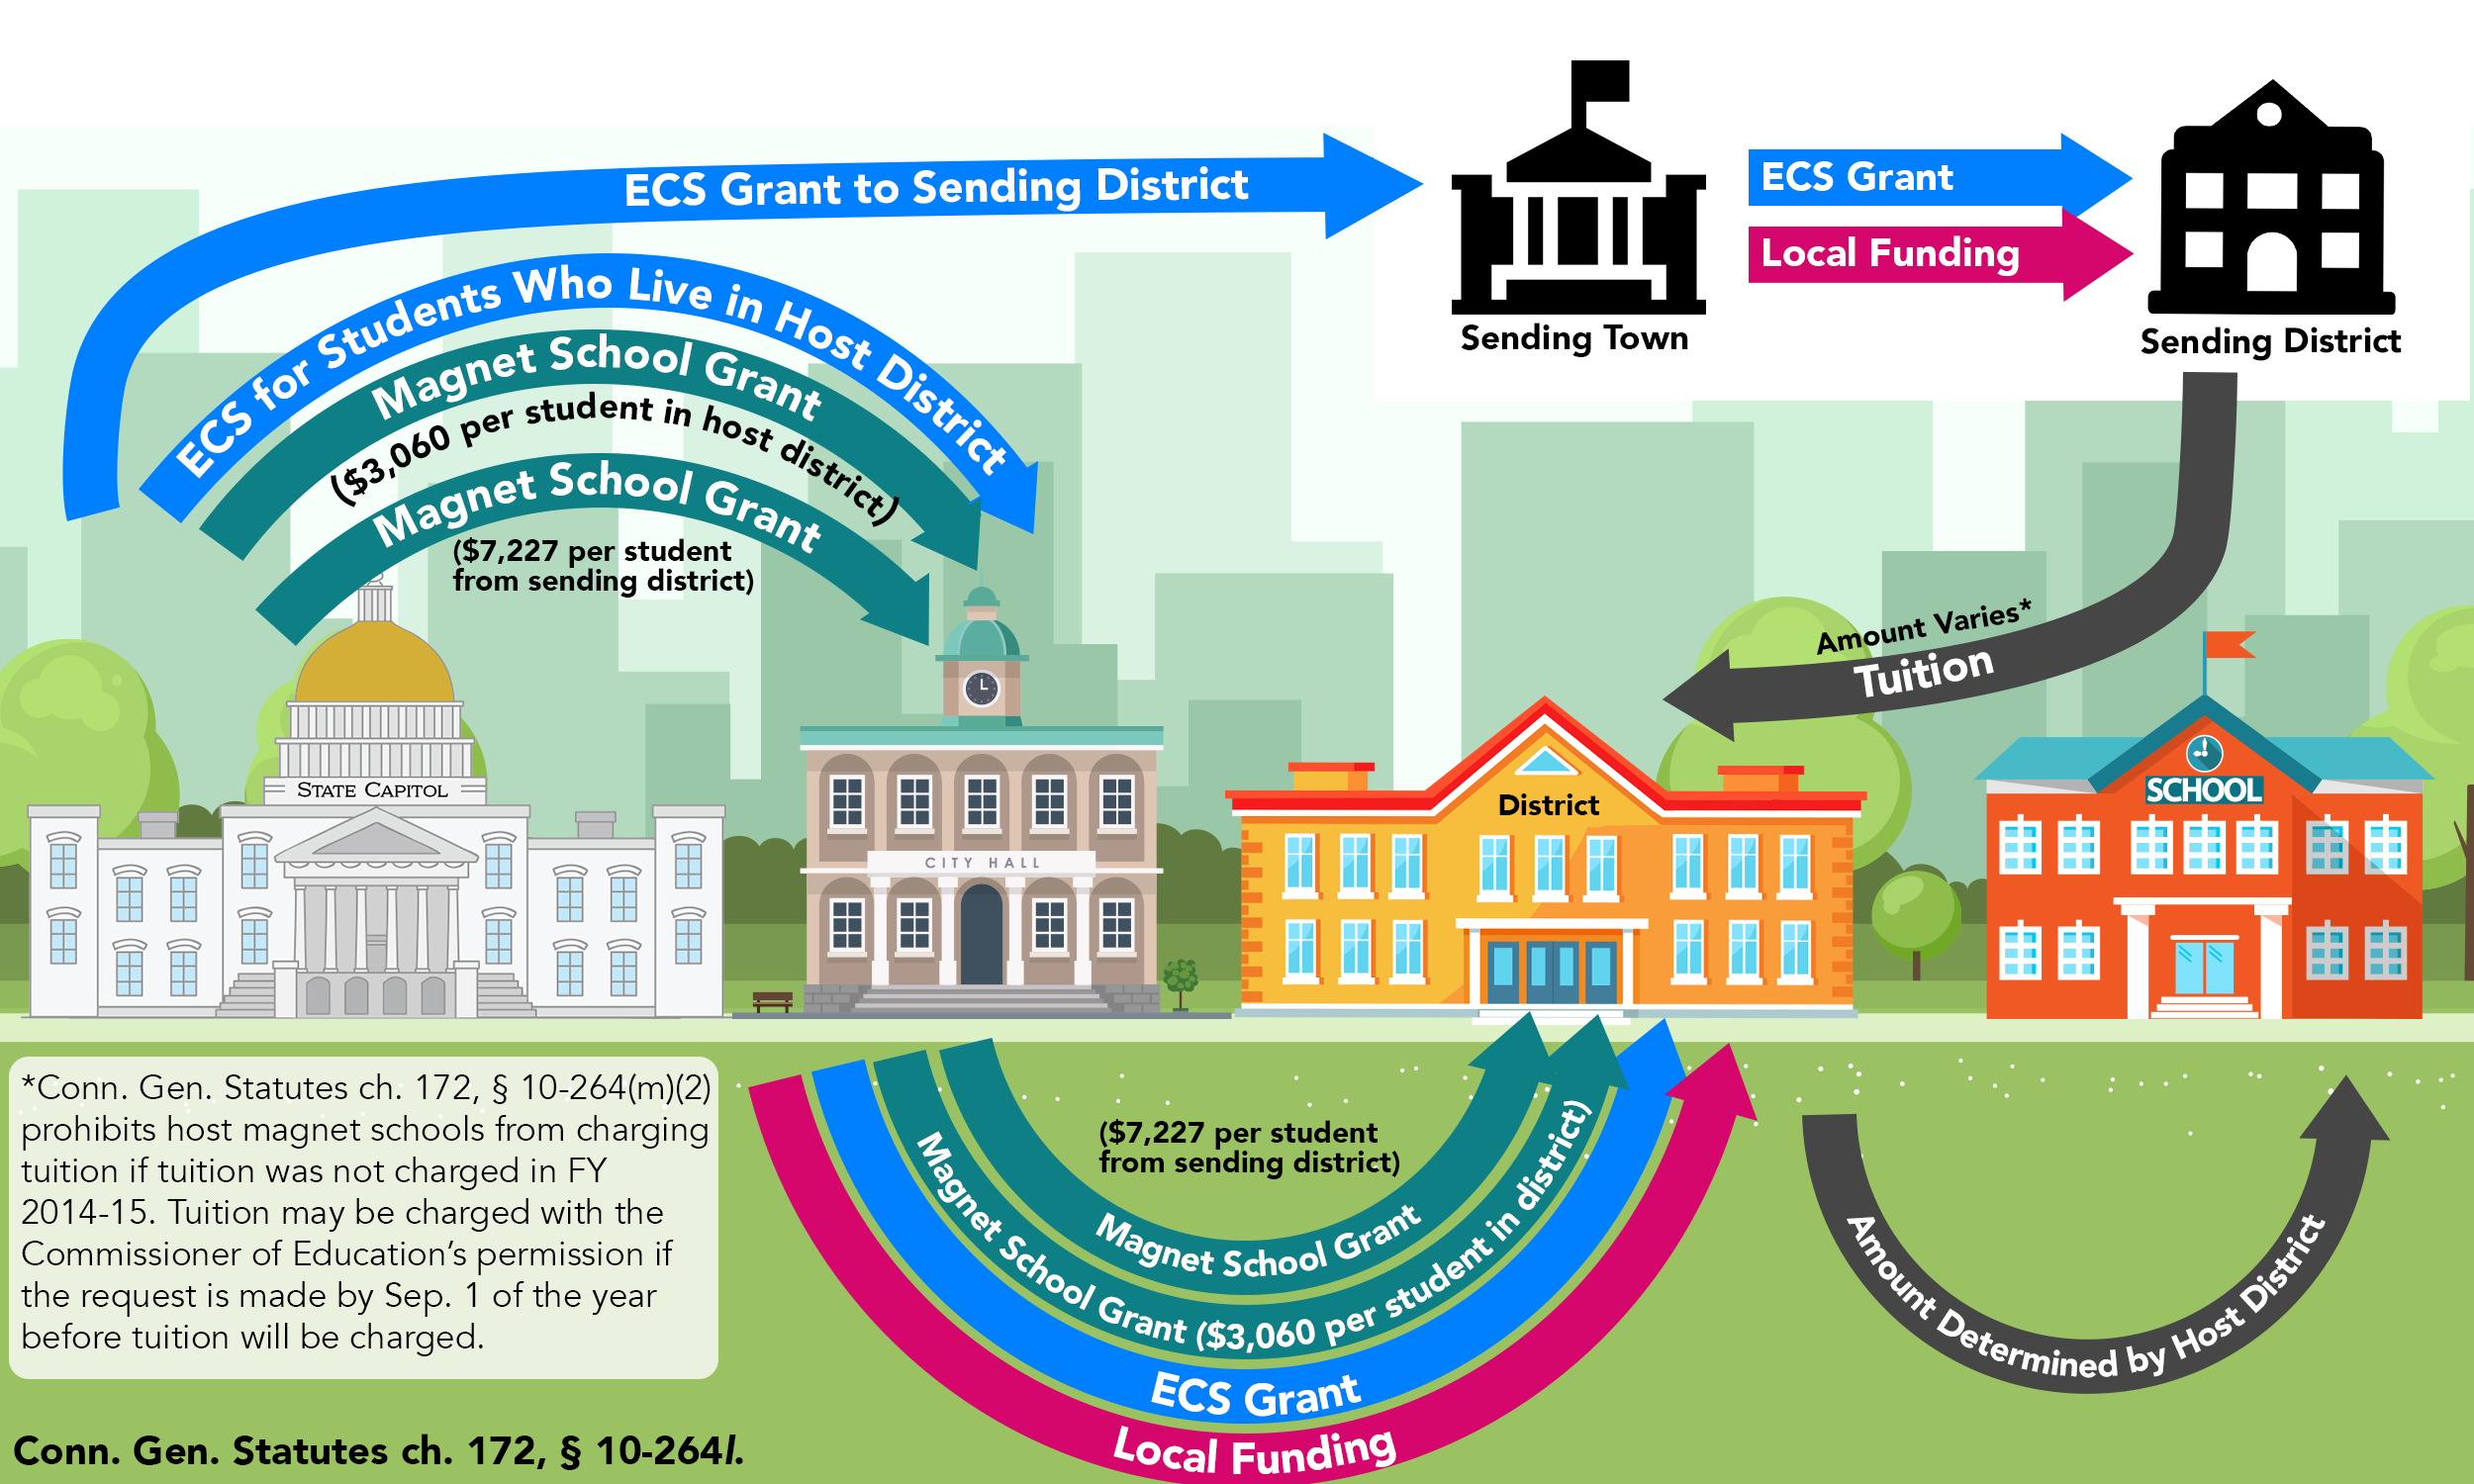 ECS Grant to Sending District
ECS Grant
Local Funding
Sending Town
Sending District
ECS for Students Who Live in Host District
Magnet School Grant
($3,060 per student in host district)
Magnet School Grant
($7,227 per student
from sending district)
Amount Varies*
Tuition
STATE CAPITOL
CITY HALL
District
SCHOOL
*Conn. Gen. Statutes ch. 172, § 10-264(m)(2)
prohibits host magnet schools from charging
tuition if tuition was not charged in FY
2014-15. Tuition may be charged with the
Commissioner of Education’s permission if
the request is made by Sep. 1 of the year
before tuition will be charged.
($7,227 per student
from sending district)
Magnet School Grant
Magnet School Grant ($3,060 per student in district)
ECS Grant
Local Funding
Amount Determined by Host District
Conn. Gen. Statutes ch. 172, § 10-264l.